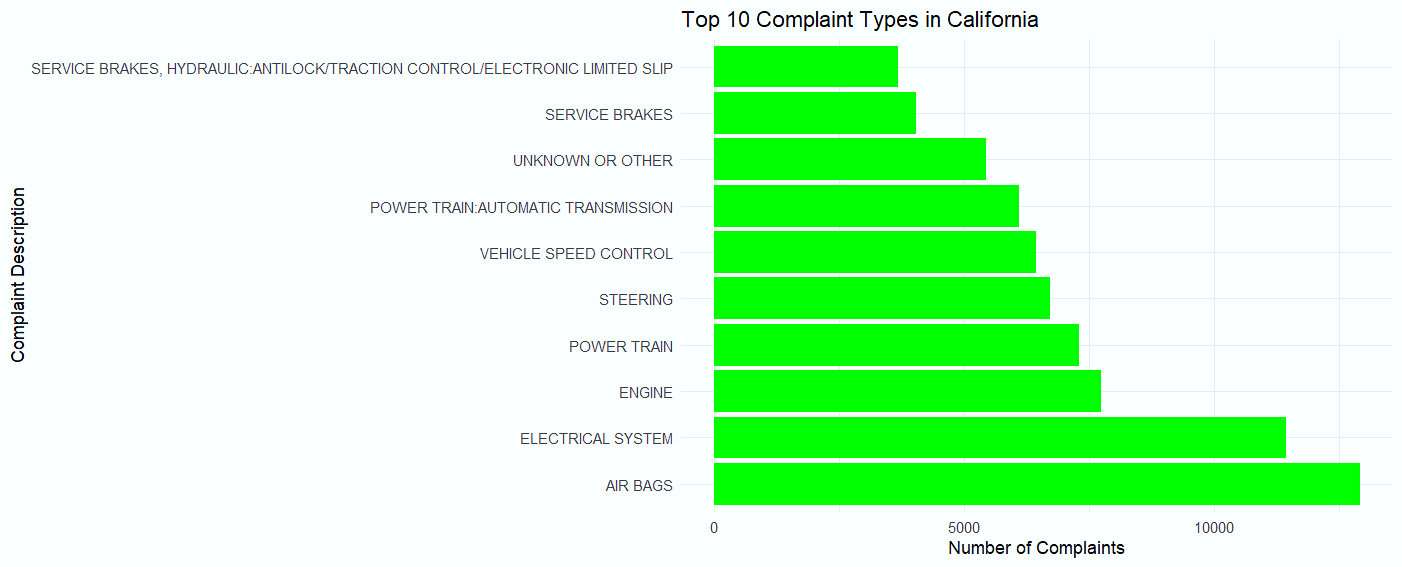 Top 10 Complaint Types in California
Complaint Description
SERVICE BRAKES, HYDRAULIC:ANTILOCK/TRACTION CONTROL/ELECTRONIC LIMITED SLIP
SERVICE BRAKES
UNKNOWN OR OTHER
POWER TRAIN:AUTOMATIC TRANSMISSION
VEHICLE SPEED CONTROL
STEERING
POWER TRAIN
ENGINE
ELECTRICAL SYSTEM
AIR BAGS
0 5000 10000
Number of Complaints